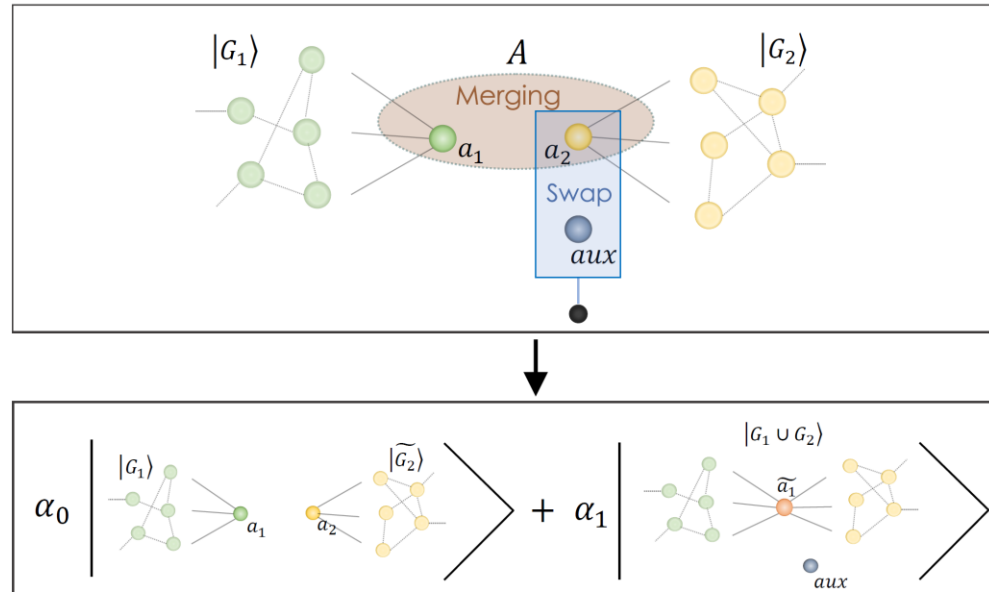 |G₁⟩ A |G₂⟩
Merging
a₁ a₂
Swap
aux
|G₁ ∪ G₂⟩
|G₁⟩ |G̃₂⟩ ã₁
α₀ | a₁ a₂ ⟩ + α₁ | ⟩
aux